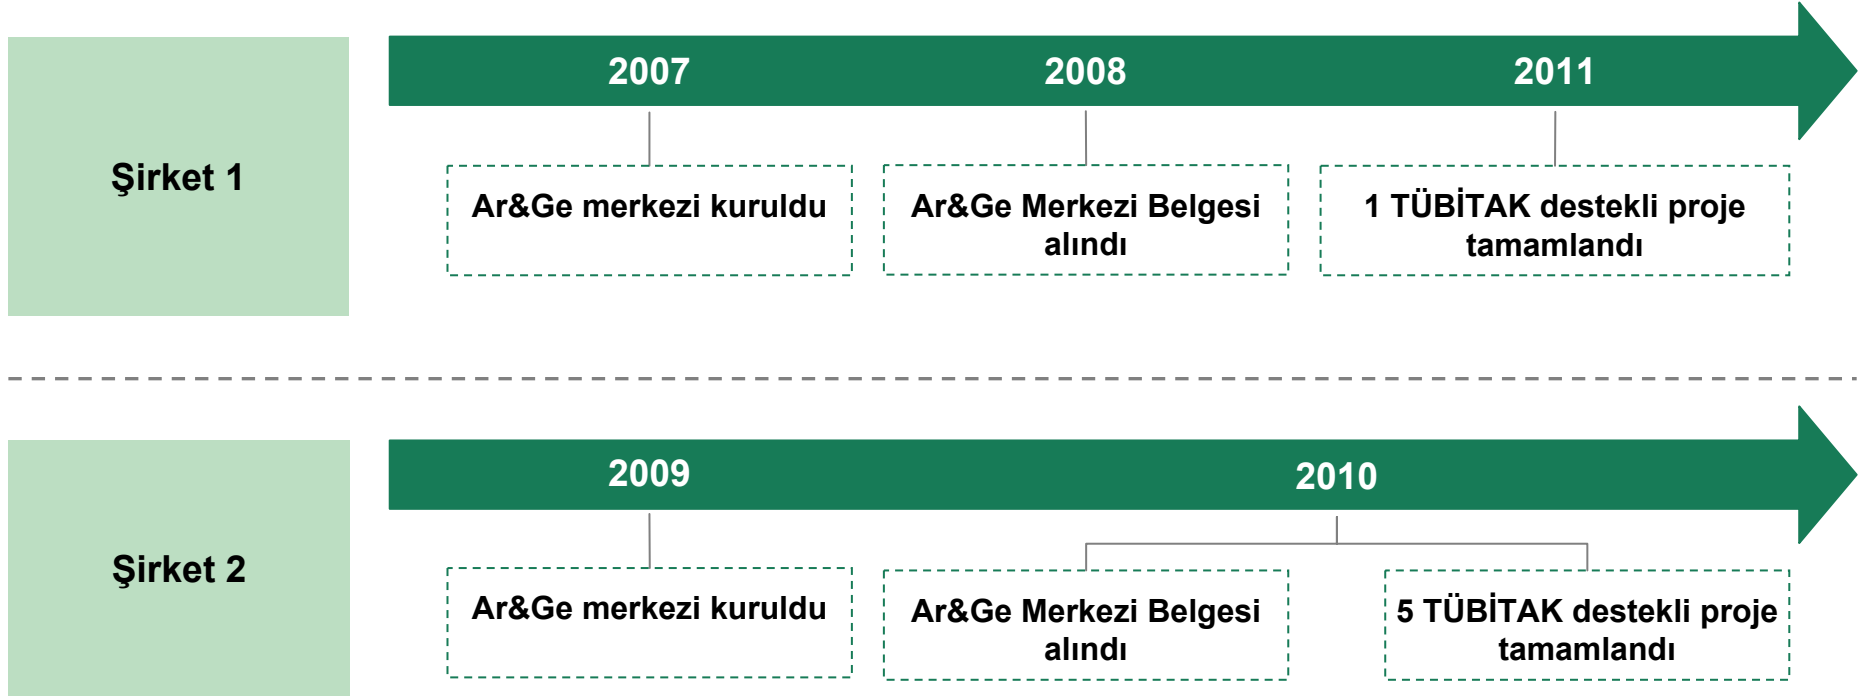 2007
2008
2011
Şirket 1
Ar&Ge merkezi kuruldu
Ar&Ge Merkezi Belgesi
alındı
1 TÜBİTAK destekli proje
tamamlandı
2009
2010
Şirket 2
Ar&Ge merkezi kuruldu
Ar&Ge Merkezi Belgesi
alındı
5 TÜBİTAK destekli proje
tamamlandı